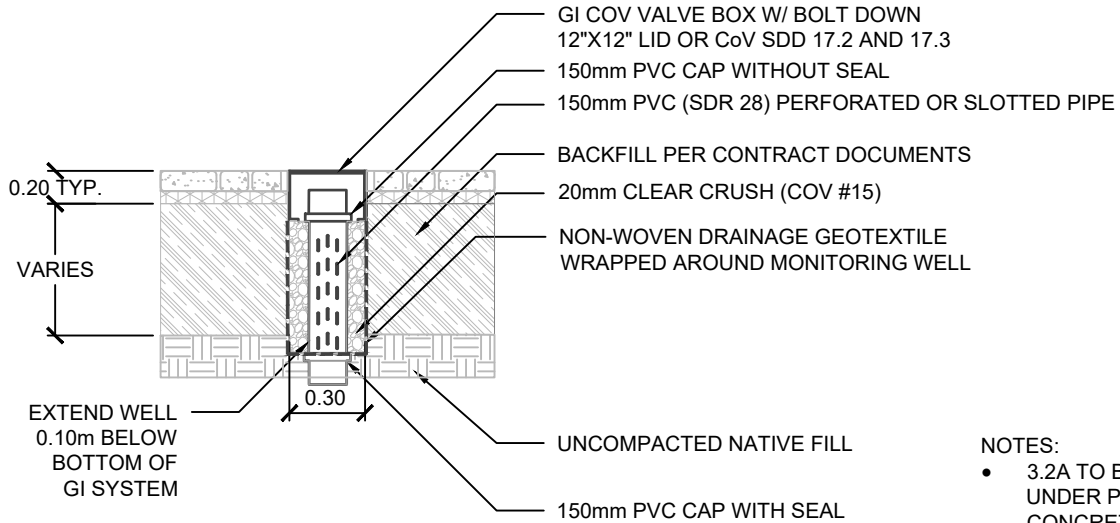 GI COV VALVE BOX W/ BOLT DOWN
12"X12" LID OR CoV SDD 17.2 AND 17.3
150mm PVC CAP WITHOUT SEAL
150mm PVC (SDR 28) PERFORATED OR SLOTTED PIPE
BACKFILL PER CONTRACT DOCUMENTS
20mm CLEAR CRUSH (COV #15)
NON-WOVEN DRAINAGE GEOTEXTILE
WRAPPED AROUND MONITORING WELL
0.20 TYP.
VARIES
0.30
EXTEND WELL
0.10m BELOW
BOTTOM OF
GI SYSTEM
UNCOMPACTED NATIVE FILL
150mm PVC CAP WITH SEAL
NOTES:
• 3.2A TO
UNDER